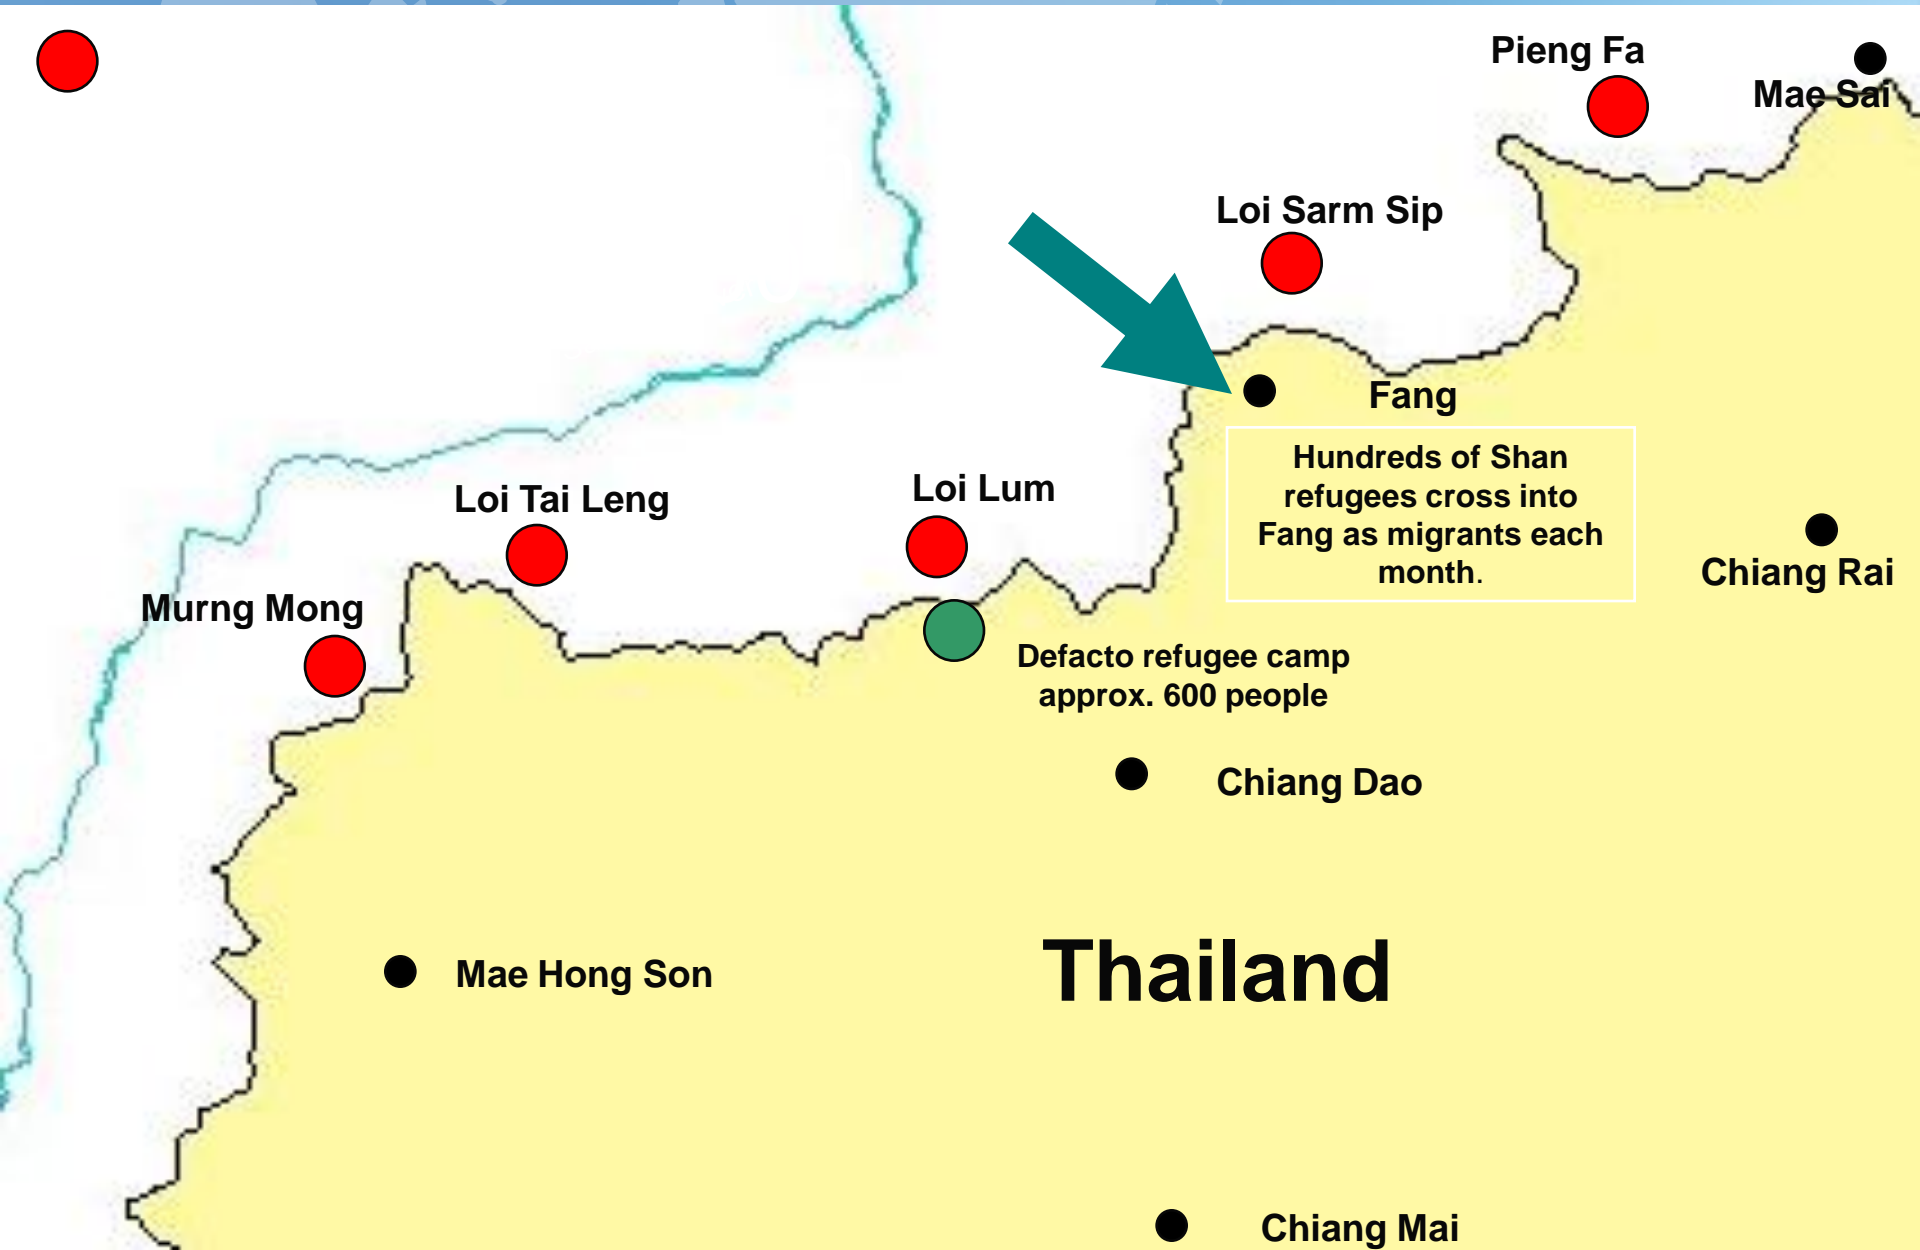 Pieng Fa
Mae Sai
Loi Sarm Sip
Fang
Hundreds of Shan
refugees cross into
Fang as migrants each
month.
Loi Tai Leng
Loi Lum
Chiang Rai
Murng Mong
Defacto refugee camp
approx. 600 people
Chiang Dao
Thailand
Mae Hong Son
Chiang Mai